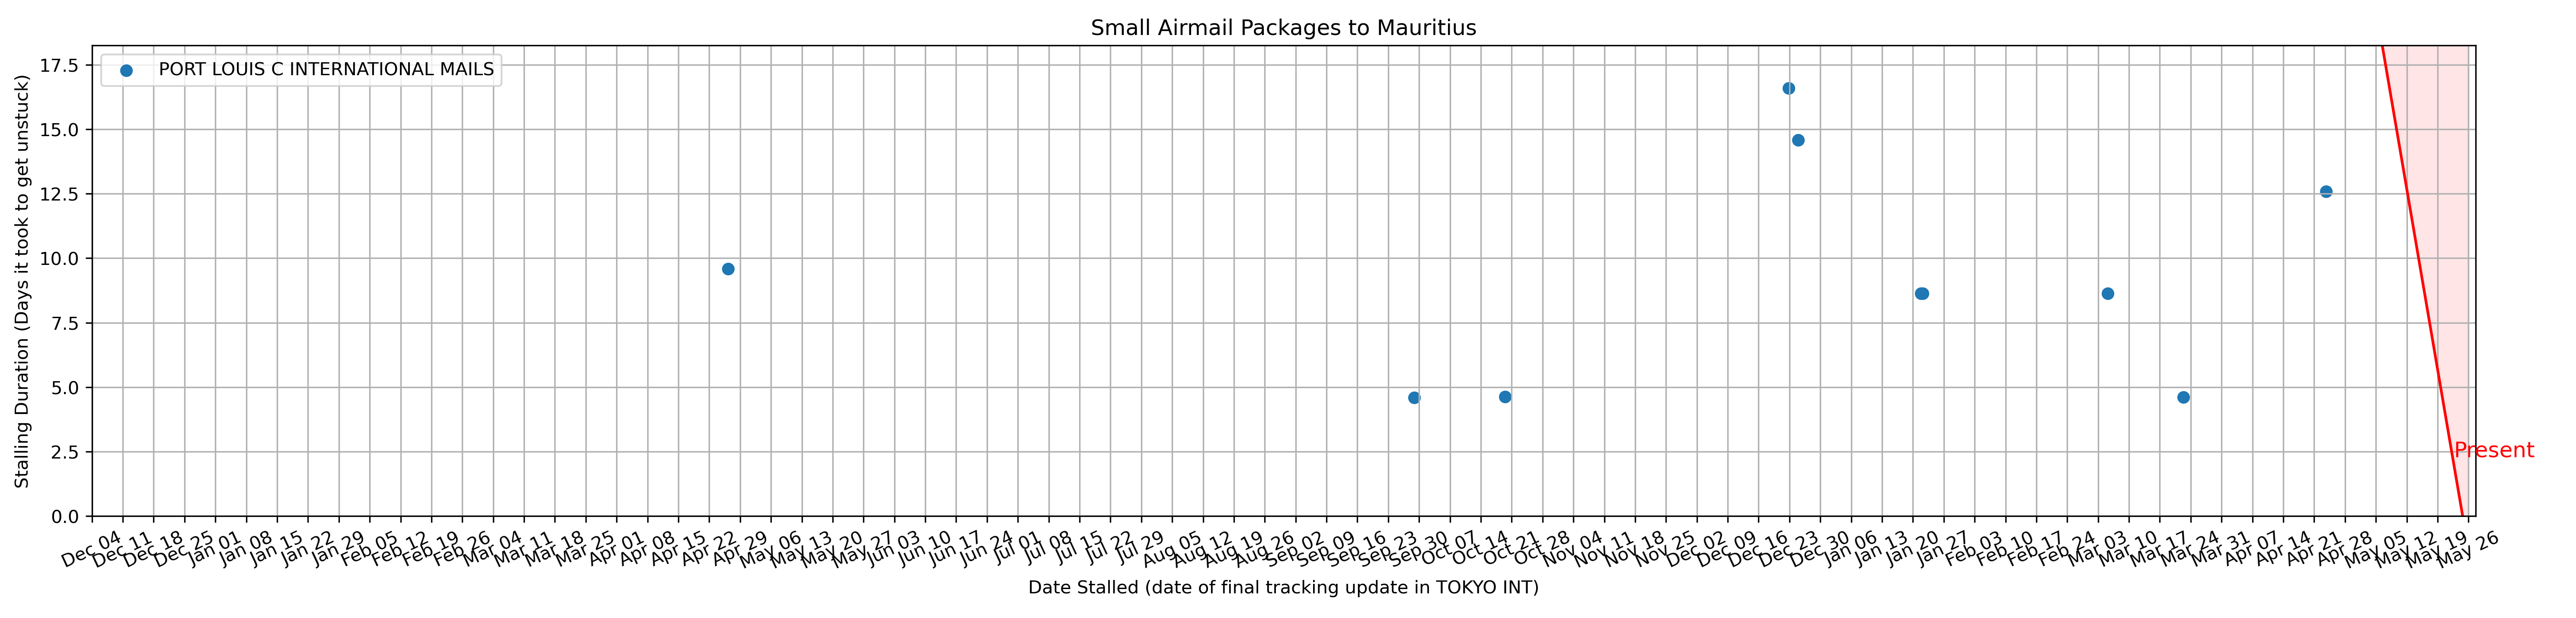 Small Airmail Packages to Mauritius
PORT LOUIS C INTERNATIONAL MAILS
Stalling Duration (Days it took to get unstuck)
17.5
15.0
12.5
10.0
7.5
5.0
2.5
0.0
Present
Dec 04 Dec 11 Dec 18 Dec 25 Jan 01 Jan 08 Jan 15 Jan 22 Jan 29 Feb 05 Feb 12 Feb 19 Feb 26 Mar 04 Mar 11 Mar 18 Mar 25 Apr 01 Apr 08 Apr 15 Apr 22 Apr 29 May 06 May 13 May 20 May 27 Jun 03 Jun 10 Jun 17 Jun 24 Jul 01 Jul 08 Jul 15 Jul 22 Jul 29 Aug 05 Aug 12 Aug 19 Aug 26 Sep 02 Sep 09 Sep 16 Sep 23 Sep 30 Oct 07 Oct 14 Oct 21 Oct 28 Nov 04 Nov 11 Nov 18 Nov 25 Dec 02 Dec 09 Dec 16 Dec 23 Dec 30 Jan 06 Jan 13 Jan 20 Jan 27 Feb 03 Feb 10 Feb 17 Feb 24 Mar 03 Mar 10 Mar 17 Mar 24 Mar 31 Apr 07 Apr 14 Apr 21 Apr 28 May 05 May 12 May 19 May 26
Date Stalled (date of final tracking update in TOKYO INT)